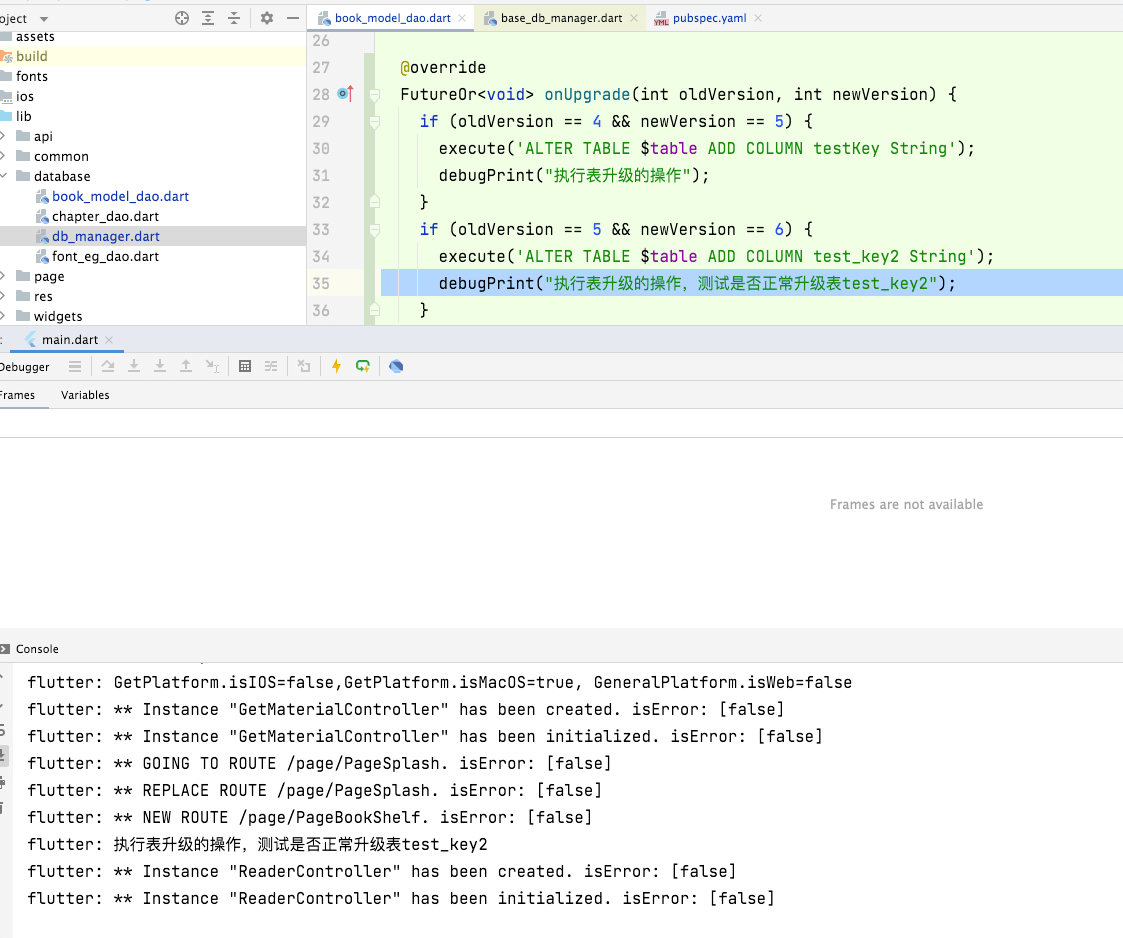 oject
book_model_dao.dart
base_db_manager.dart
pubspec.yaml
assets
build
fonts
ios
lib
api
common
database
book_model_dao.dart
chapter_dao.dart
db_manager.dart
font_eg_dao.dart
page
res
widgets
26
27 @override
28 FutureOr<void> onUpgrade(int oldVersion, int newVersion) {
29 if (oldVersion == 4 && newVersion == 5) {
30 execute('ALTER TABLE $table ADD COLUMN testKey String');
31 debugPrint("执行表升级的操作");
32 }
33 if (oldVersion == 5 && newVersion == 6) {
34 execute('ALTER TABLE $table ADD COLUMN test_key2 String');
35 debugPrint("执行表升级的操作，测试是否正常升级表test_key2");
36 }
: main.dart
Debugger
Frames Variables
Frames are not available
Console
flutter: GetPlatform.isIOS=false,GetPlatform.isMacOS=true, GeneralPlatform.isWeb=false
flutter: ** Instance "GetMaterialController" has been created. isError: [false]
flutter: ** Instance "GetMaterialController" has been initialized. isError: [false]
flutter: ** GOING TO ROUTE /page/PageSplash. isError: [false]
flutter: ** REPLACE ROUTE /page/PageSplash. isError: [false]
flutter: ** NEW ROUTE /page/PageBookShelf. isError: [false]
flutter: 执行表升级的操作，测试是否正常升级表test_key2
flutter: ** Instance "ReaderController" has been created. isError: [false]
flutter: ** Instance "ReaderController" has been initialized. isError: [false]